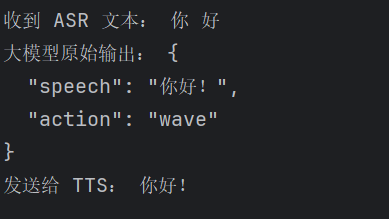 收到 ASR 文本： 你 好
大模型原始输出： {
  "speech": "你好！",
  "action": "wave"
}
发送给 TTS： 你好！